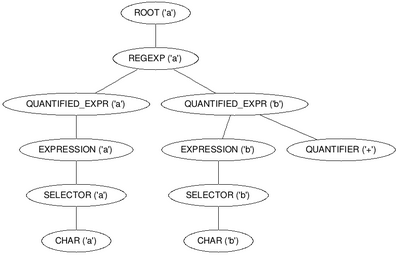 ROOT ('a')
REGEXP ('a')
QUANTIFIED_EXPR ('a') QUANTIFIED_EXPR ('b')
EXPRESSION ('a') EXPRESSION ('b') QUANTIFIER ('+')
SELECTOR ('a') SELECTOR ('b')
CHAR ('a') CHAR ('b')